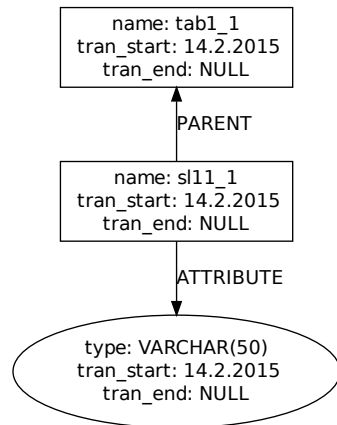 name: tab1_1
tran_start: 14.2.2015
tran_end: NULL
PARENT
name: sl11_1
tran_start: 14.2.2015
tran_end: NULL
ATTRIBUTE
type: VARCHAR(50)
tran_start: 14.2.2015
tran_end: NULL